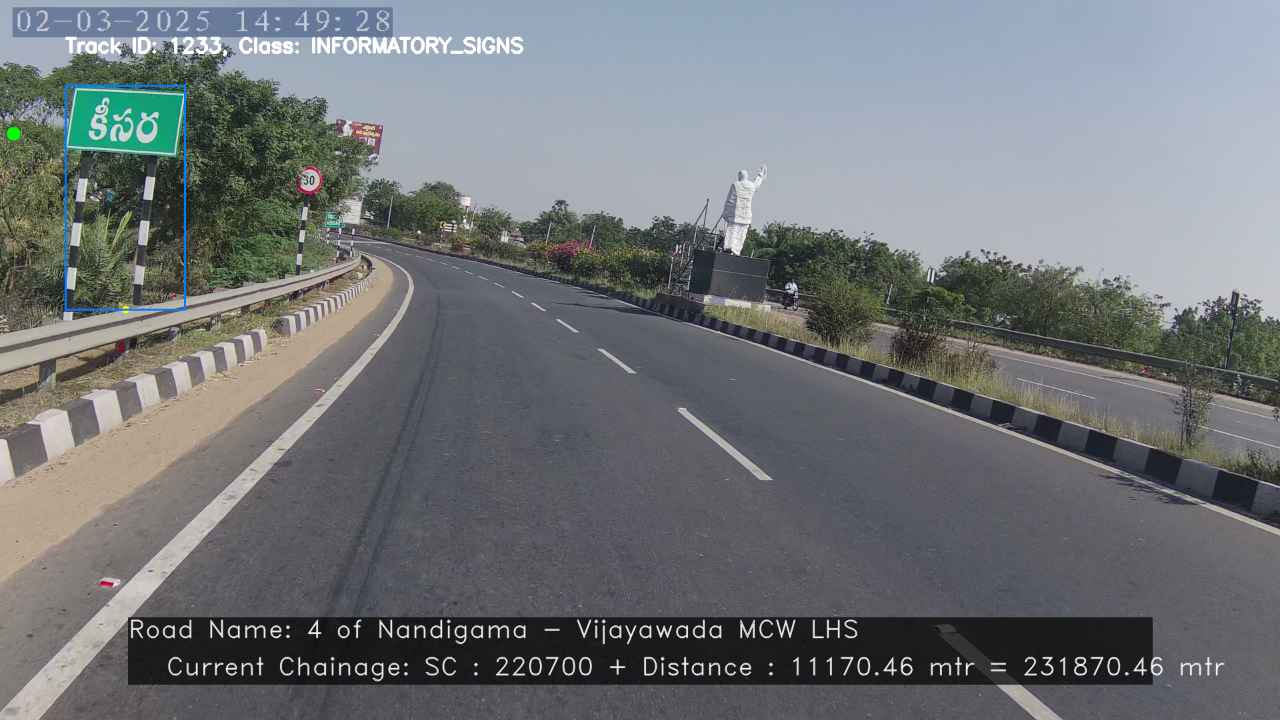 02-03-2025 14:49:28
Track ID: 1233, Class: INFORMATORY_SIGNS
కీసర
30
Road Name: 4 of Nandigama - Vijayawada MCW LHS
Current Chainage: SC : 220700 + Distance : 11170.46 mtr = 231870.46 mtr